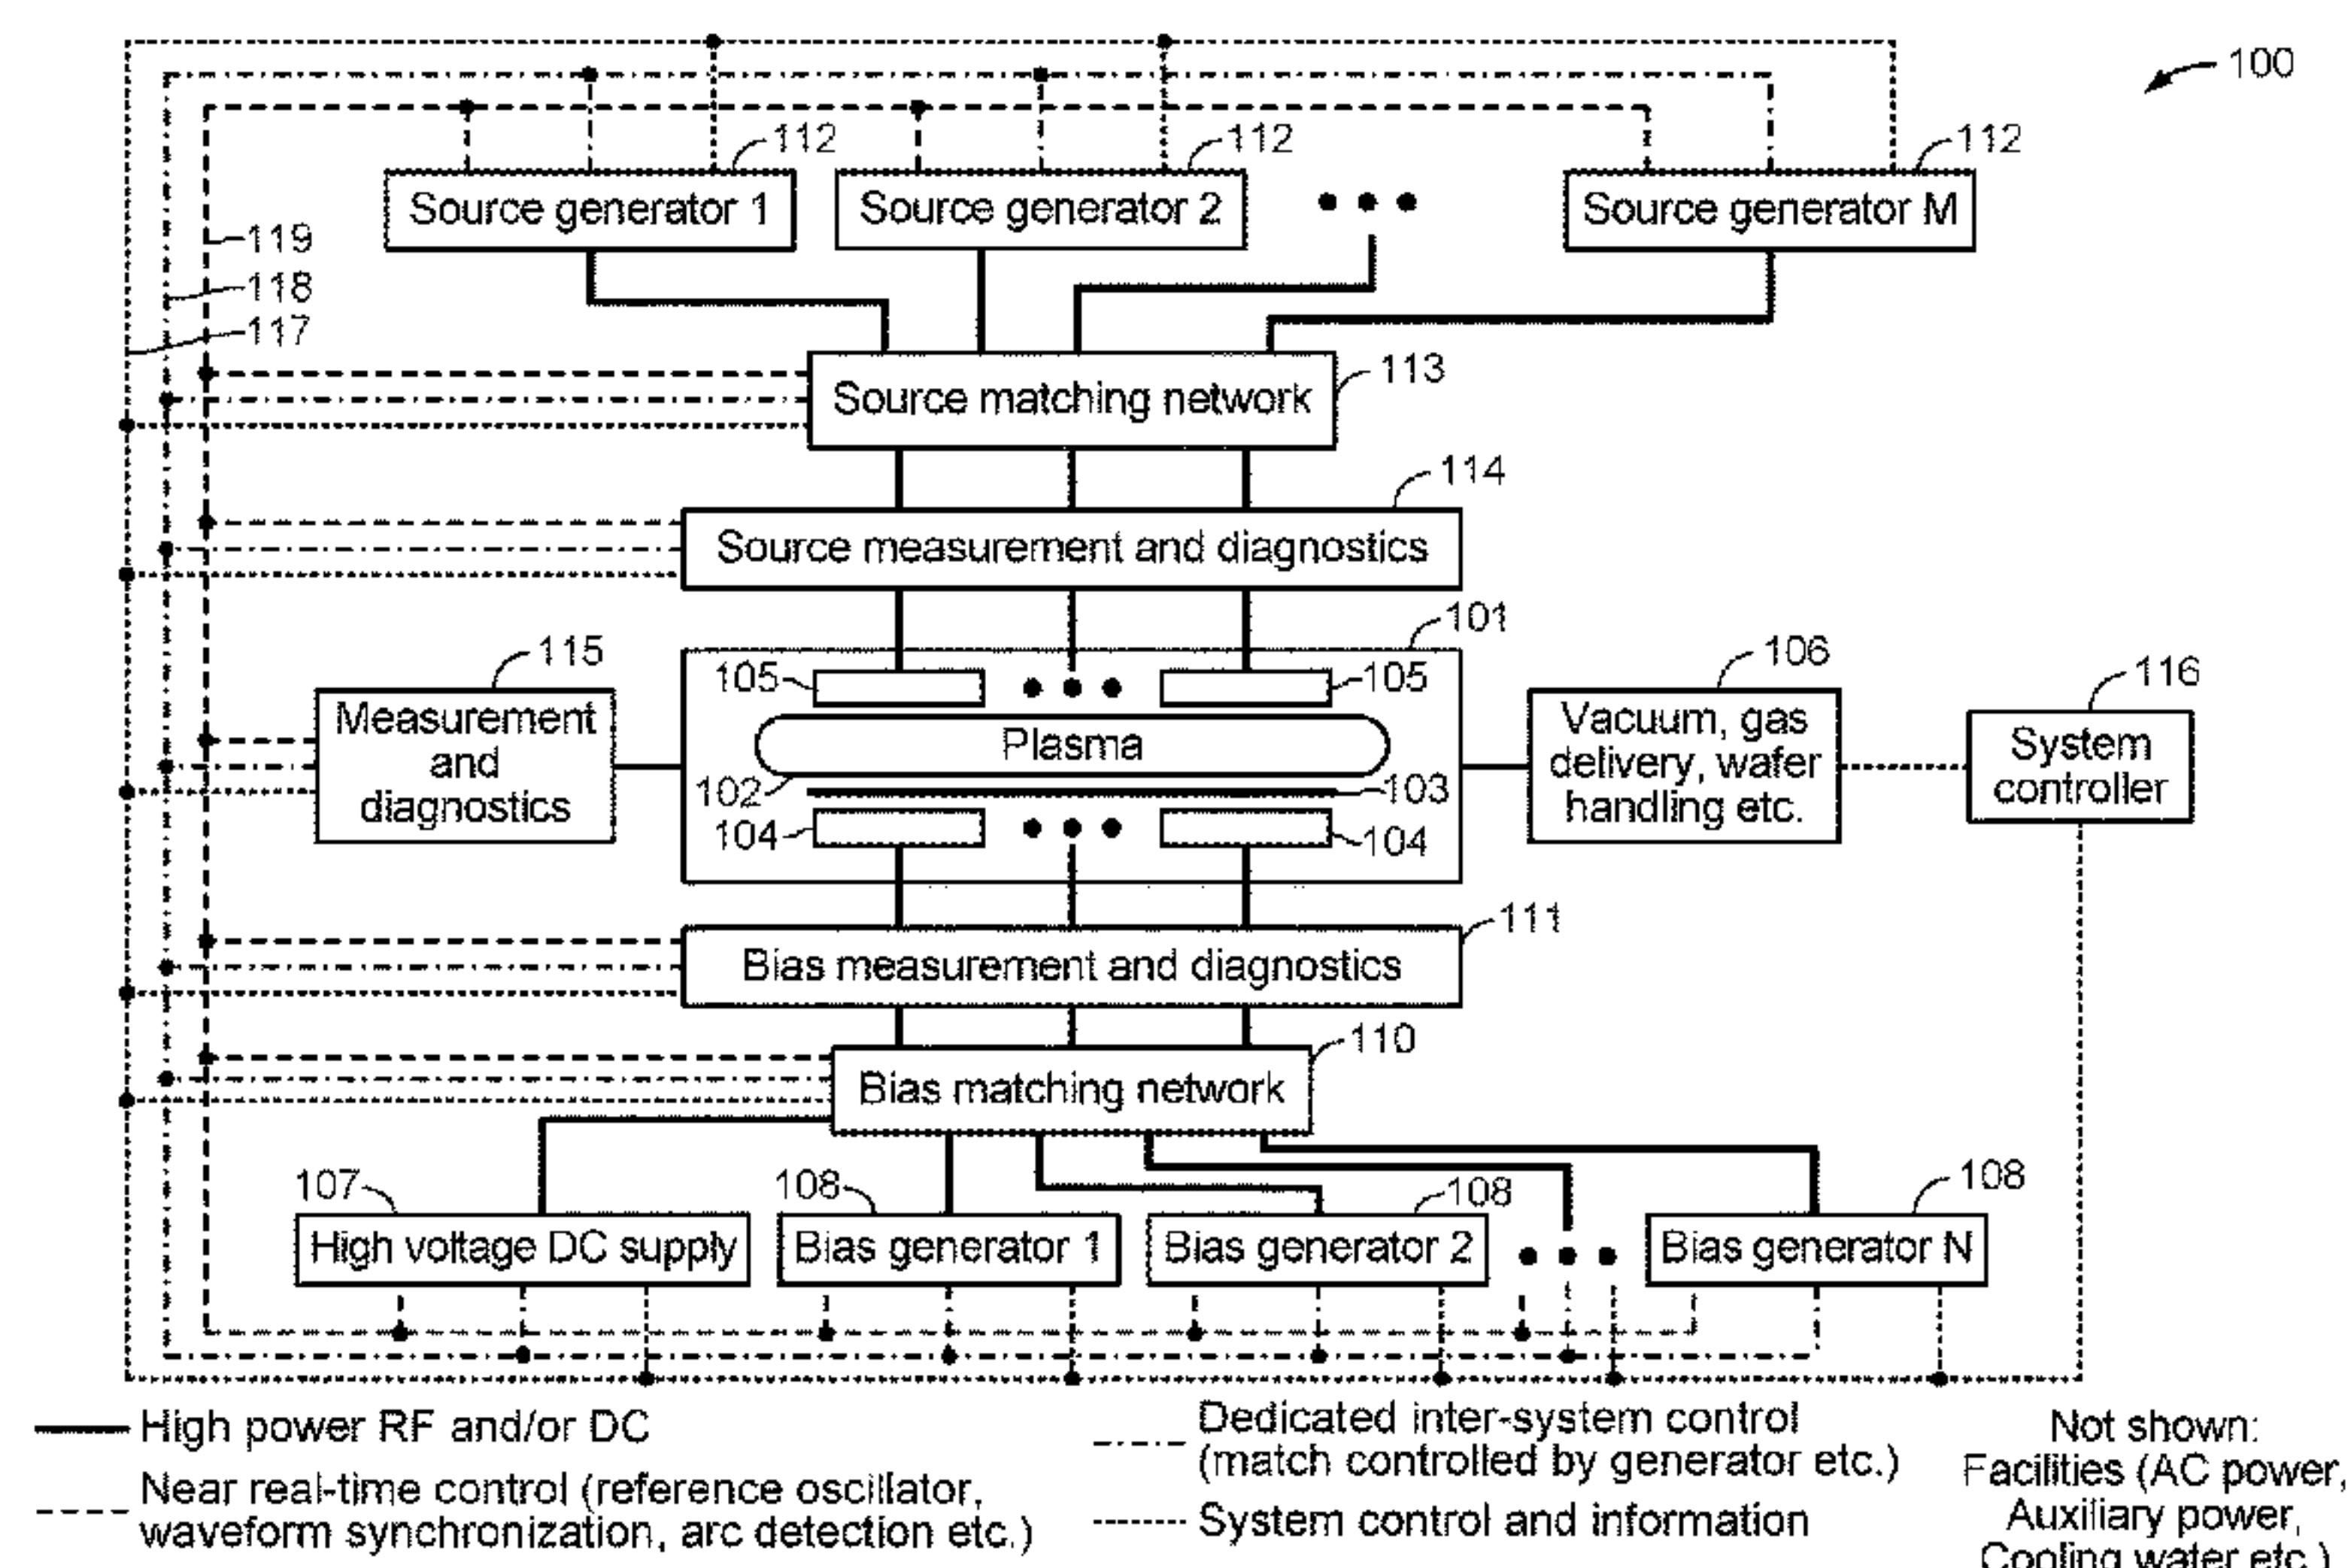 100
112
112
112
Source generator 1
Source generator 2
Source generator M
119
118
117
113
Source matching network
114
Source measurement and diagnostics
101
115
105
105
106
116
Measurement
and
diagnostics
Plasma
Vacuum, gas
delivery, wafer
handling etc.
System
controller
102
103
104
104
111
Bias measurement and diagnostics
110
Bias matching network
107
108
108
108
High voltage DC supply
Bias generator 1
Bias generator 2
Bias generator N
High power RF and/or DC
Near real-time control (reference oscillator,
waveform synchronization, arc detection etc.)
Dedicated inter-system control
(match controlled by generator etc.)
System control and information
Not shown:
Facilities (AC power,
Auxiliary power,
Cooling water etc.)